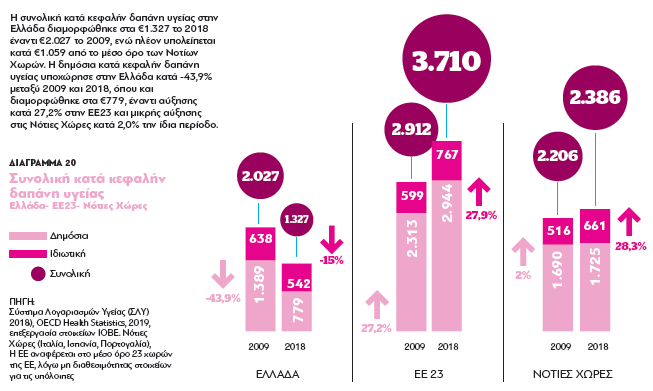 Η συνολική κατά κεφαλήν δαπάνη υγείας στην
Ελλάδα διαμορφώθηκε στα €1.327 το 2018
έναντι €2.027 το 2009, ενώ πλέον υπολείπεται
κατά €1.059 από το μέσο όρο των Νοτίων
Χωρών. Η δημόσια κατά κεφαλήν δαπάνη
υγείας υποχώρησε στην Ελλάδα κατά -43,9%
μεταξύ 2009 και 2018, όπου και
διαμορφώθηκε στα €779, έναντι αύξησης
κατά 27,2% στην ΕΕ23 και μικρής αύξησης
στις Νότιες Χώρες κατά 2,0% την ίδια περίοδο.
ΔΙΑΓΡΑΜΜΑ 20
Συνολική κατά κεφαλήν
δαπάνη υγείας
Ελλάδα- ΕΕ23- Νότιες Χώρες
Δημόσια
Ιδιωτική
Συνολική
ΠΗΓΗ:
Σύστημα Λογαριασμών Υγείας (ΣΛΥ)
2018), OECD Health Statistics, 2019,
επεξεργασία στοιχείων ΙΟΒΕ. Νότιες
Χώρες (Ιταλία, Ισπανία, Πορτογαλία),
Η ΕΕ αναφέρεται στο μέσο όρο 23 χωρών
της ΕΕ, λόγω μη διαθεσιμότητας στοιχείων
για τις υπόλοιπες
2.027
1.327
638
1.389
542
779
-43,9%
-15%
2009 2018
ΕΛΛΑΔΑ
2.912
3.710
599
2.313
767
2.944
27,2%
27,9%
2009 2018
ΕΕ 23
2.206
2.386
516
1.690
661
1.725
2%
28,3%
2009 2018
ΝΟΤΙΕΣ ΧΩΡΕΣ